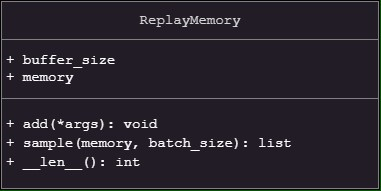 ReplayMemory
+ buffer_size
+ memory
+ add(*args): void
+ sample(memory, batch_size): list
+ __len__(): int